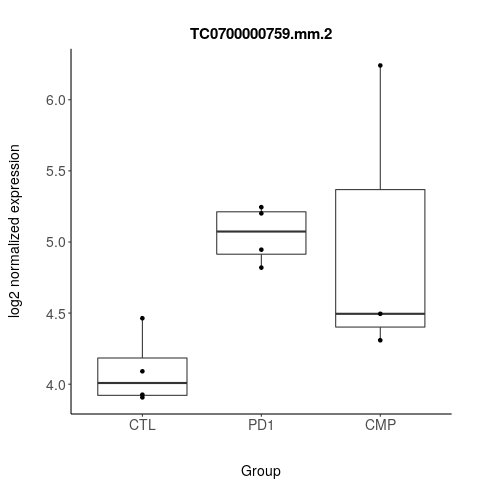 TC0700000759.mm.2
log2 normalized expression
6.0
5.5
5.0
4.5
4.0
CTL PD1 CMP
Group